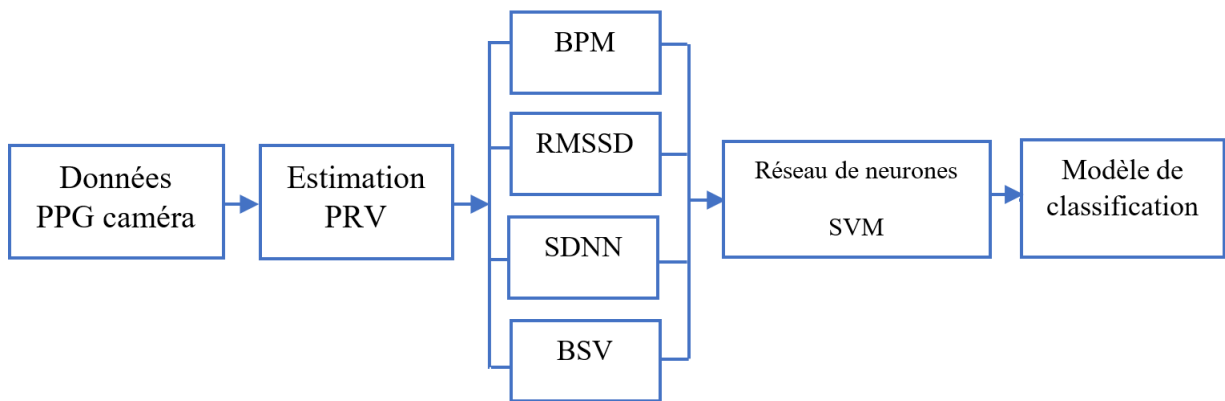 Données
PPG caméra
Estimation
PRV
BPM
RMSSD
SDNN
BSV
Réseau de neurones
SVM
Modèle de
classification